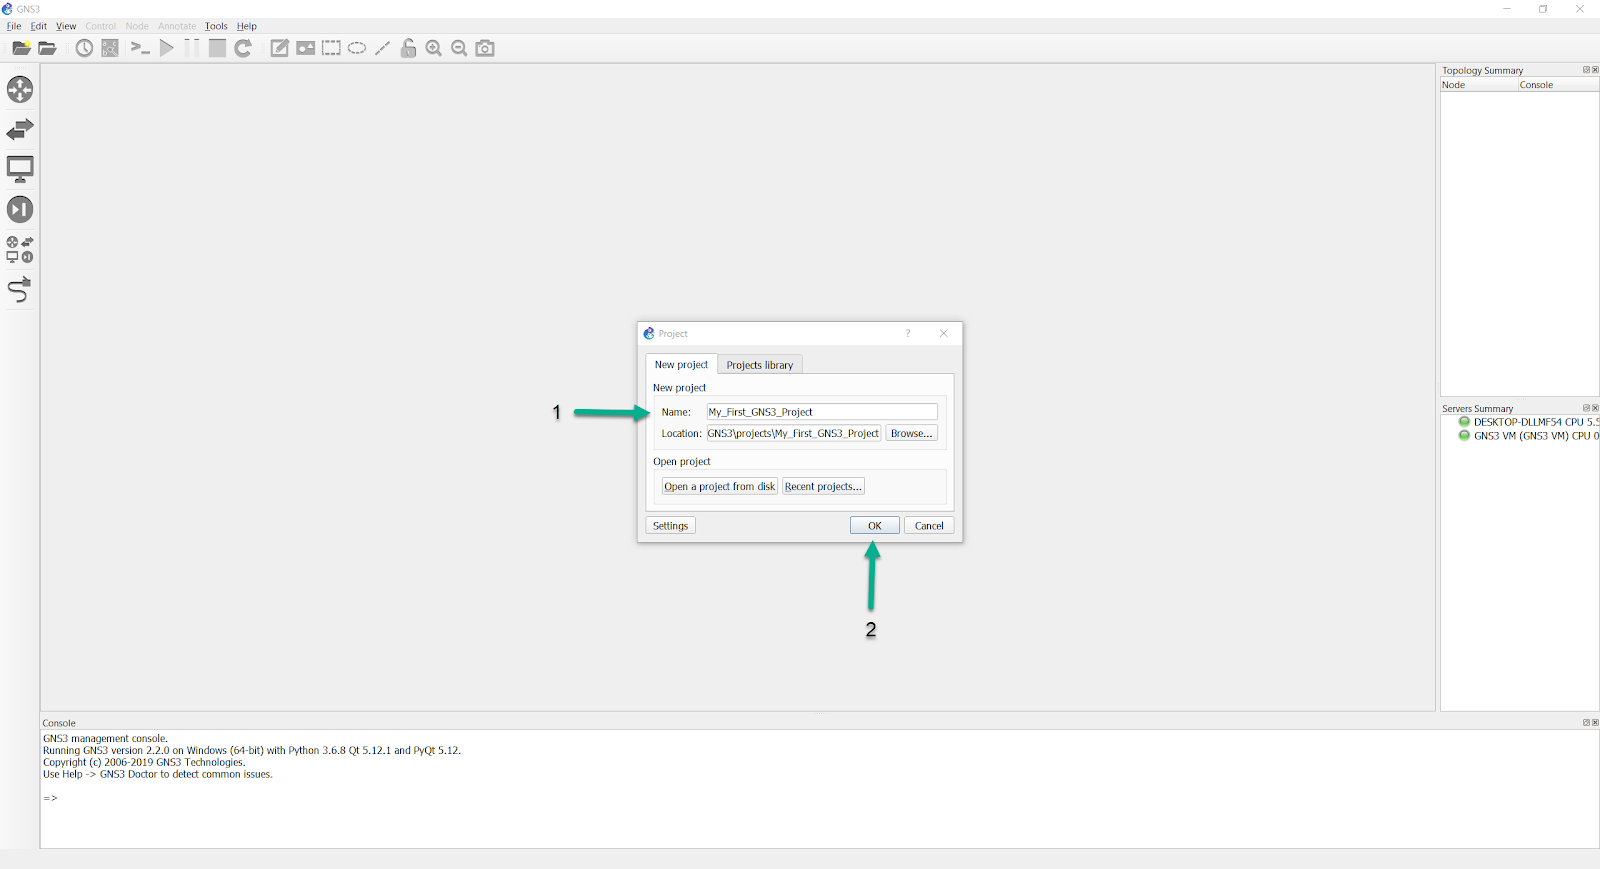 GNS3
File Edit View Control Node Annotate Tools Help
Topology Summary
Node Console
Project ?
New project Projects library
New project
1
Name: My_First_GNS3_Project
Location: GNS3\projects\My_First_GNS3_Project Browse...
Open project
Open a project from disk Recent projects...
Settings OK Cancel
2
Servers Summary
DESKTOP-DLLMF54 CPU 5.5
GNS3 VM (GNS3 VM) CPU 0
Console
GNS3 management console.
Running GNS3 version 2.2.0 on Windows (64-bit) with Python 3.6.8 Qt 5.12.1 and PyQt 5.12.
Copyright (c) 2006-2019 GNS3 Technologies.
Use Help -> GNS3 Doctor to detect common issues.
=>